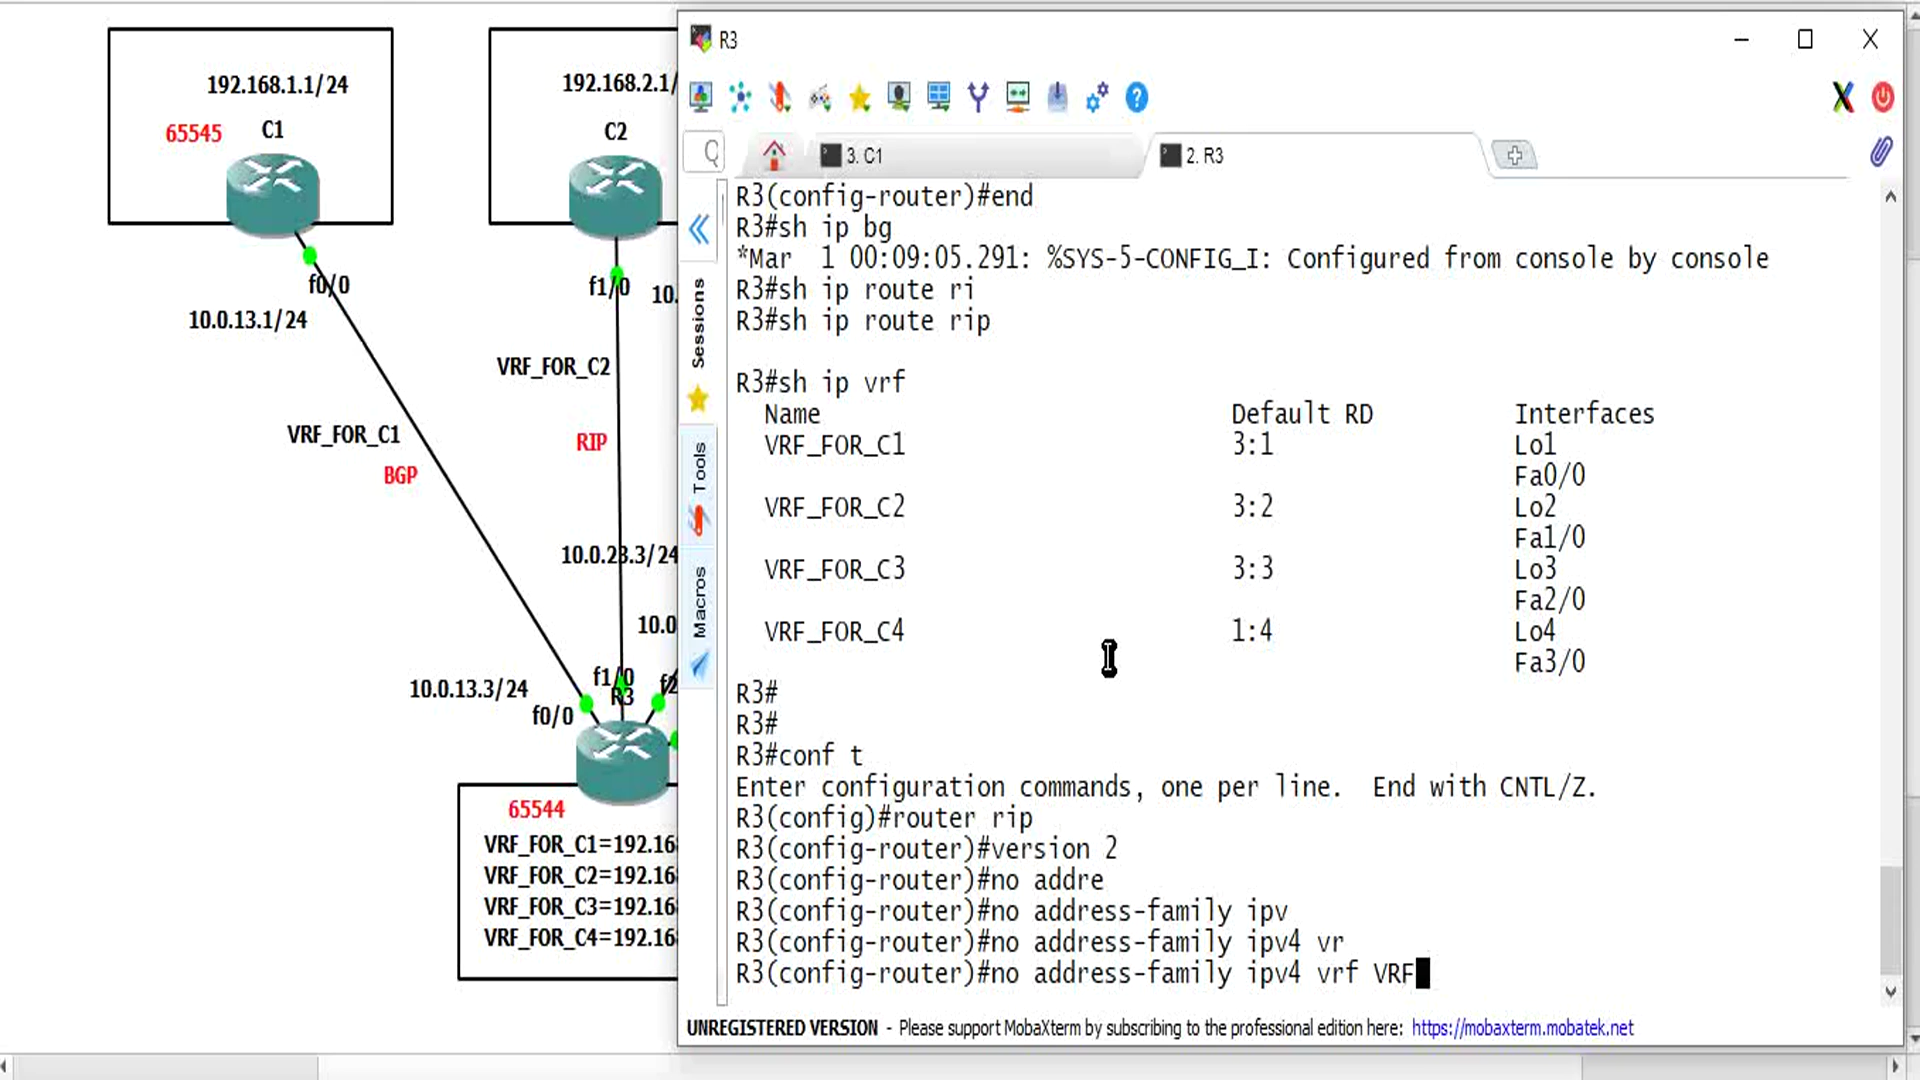 192.168.1.1/24
65545
C1
f0/0
10.0.13.1/24
VRF_FOR_C1
BGP
192.168.2.1/
C2
f1/0
10.
VRF_FOR_C2
RIP
10.0.23.3/24
10.0
10.0.13.3/24
f0/0
f1/0
R3
65544
VRF_FOR_C1=192.16
VRF_FOR_C2=192.16
VRF_FOR_C3=192.16
VRF_FOR_C4=192.16
R3
3. C1
2. R3
Sessions
Tools
Macros
R3(config-router)#end
R3#sh ip bg
*Mar  1 00:09:05.291: %SYS-5-CONFIG_I: Configured from console by console
R3#sh ip route ri
R3#sh ip route rip
R3#sh ip vrf
Name Default RD Interfaces
VRF_FOR_C1 3:1 Lo1
Fa0/0
VRF_FOR_C2 3:2 Lo2
Fa1/0
VRF_FOR_C3 3:3 Lo3
Fa2/0
VRF_FOR_C4 1:4 Lo4
Fa3/0
R3#
R3#
R3#conf t
Enter configuration commands, one per line.  End with CNTL/Z.
R3(config)#router rip
R3(config-router)#version 2
R3(config-router)#no addre
R3(config-router)#no address-family ipv
R3(config-router)#no address-family ipv4 vr
R3(config-router)#no address-family ipv4 vrf VRF
UNREGISTERED VERSION - Please support MobaXterm by subscribing to the professional edition here: https://mobaxterm.mobatek.net